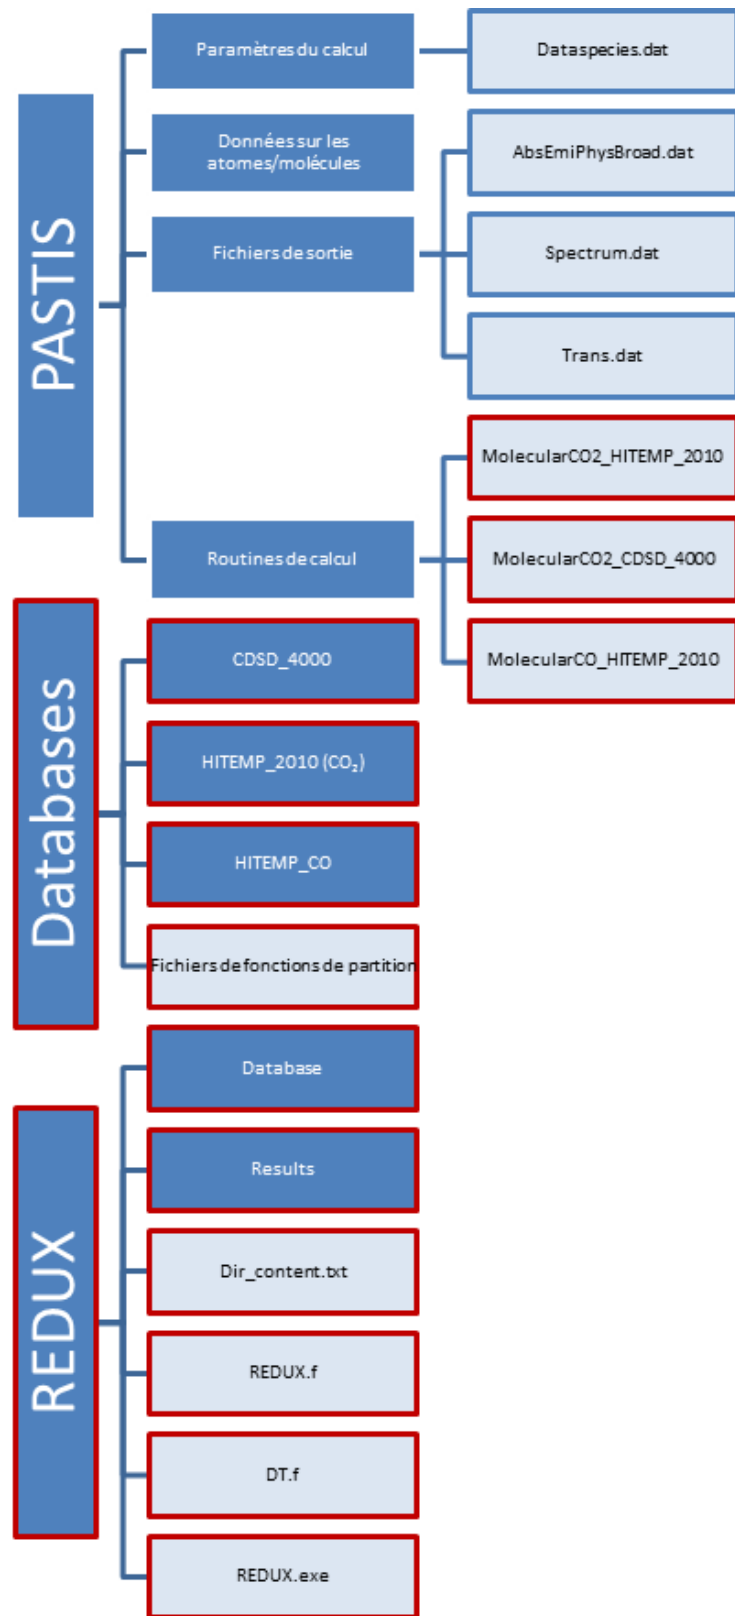 PASTIS
Paramètres du calcul
Dataspecies.dat
Données sur les
atomes/molécules
Fichiers de sortie
AbsEmiPhysBroad.dat
Spectrum.dat
Trans.dat
Routines de calcul
MolecularCO2_HITEMP_2010
MolecularCO2_CDSD_4000
MolecularCO_HITEMP_2010
Databases
CDSD_4000
HITEMP_2010 (CO₂)
HITEMP_CO
Fichiers de fonctions de partition
REDUX
Database
Results
Dir_content.txt
REDUX.f
DT.f
REDUX.exe